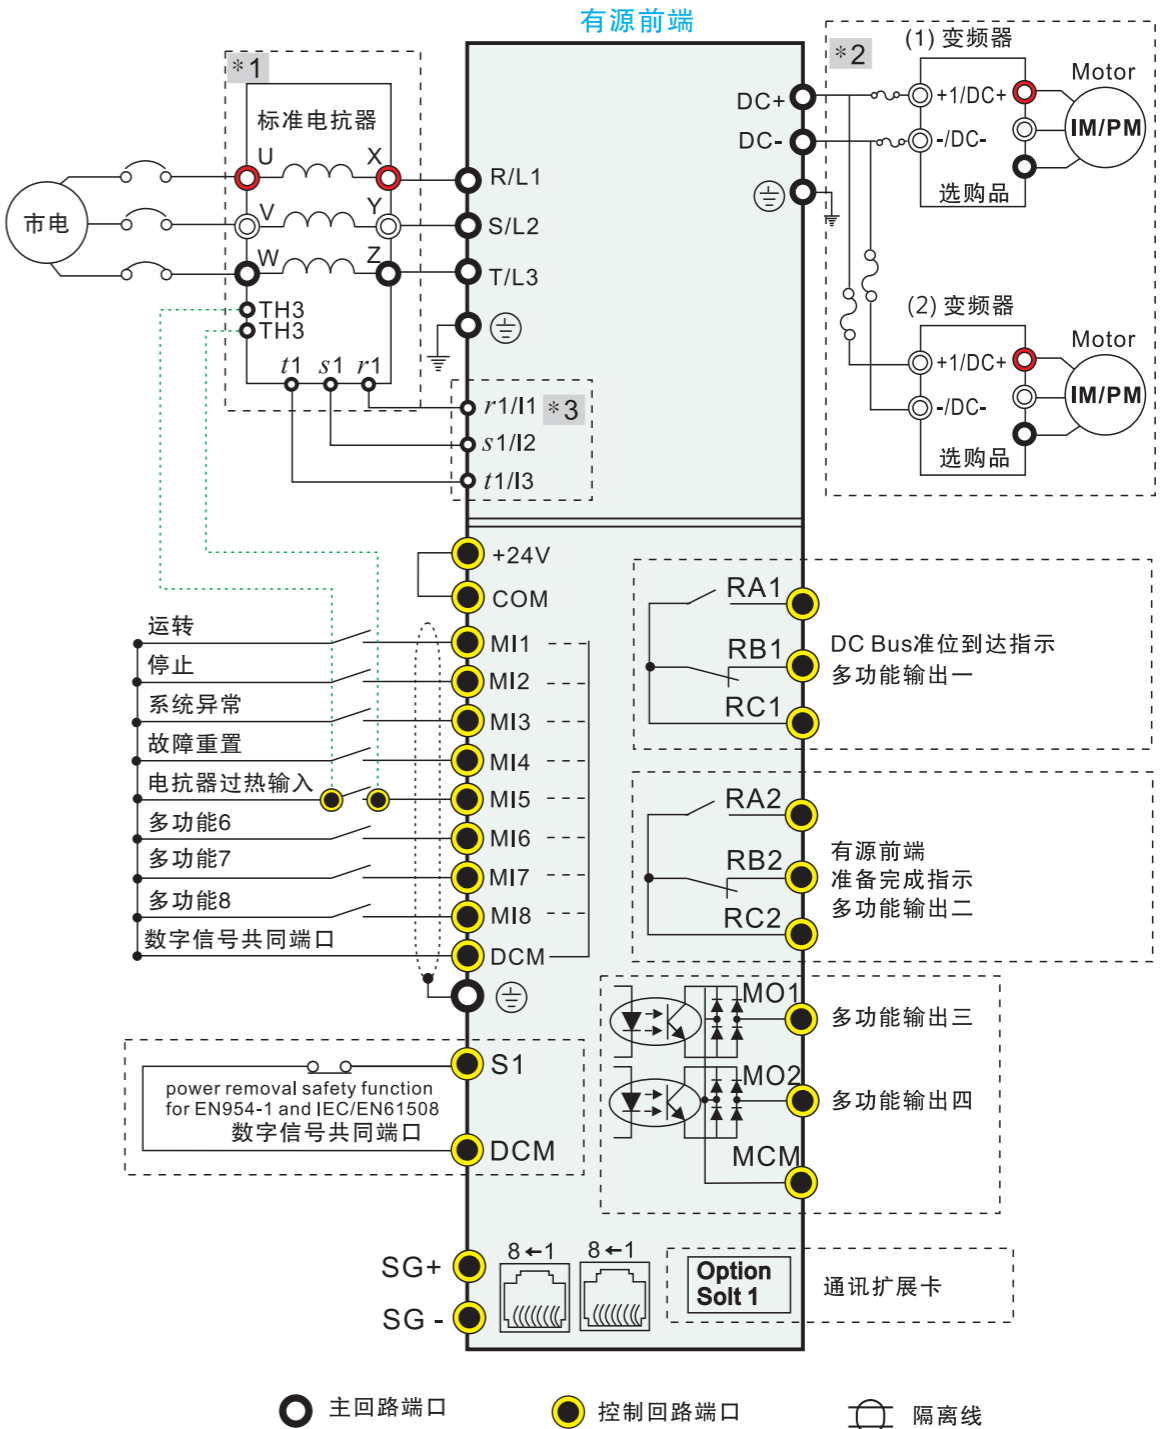 有源前端
*1
标准电抗器
U X
V Y
W Z
TH3
TH3
t1 s1 r1
市电
R/L1
S/L2
T/L3
r1/l1 *3
s1/l2
t1/l3
DC+
DC-
*2
(1) 变频器
+1/DC+
-/DC-
选购品
Motor
IM/PM
(2) 变频器
+1/DC+
-/DC-
选购品
Motor
IM/PM
+24V
COM
运转 MI1
停止 MI2
系统异常 MI3
故障重置 MI4
电抗器过热输入 MI5
多功能6 MI6
多功能7 MI7
多功能8 MI8
数字信号共同端口 DCM
S1
power removal safety function
for EN954-1 and IEC/EN61508
数字信号共同端口
DCM
RA1
RB1
RC1
DC Bus准位到达指示
多功能输出一
RA2
RB2
RC2
有源前端
准备完成指示
多功能输出二
MO1
多功能输出三
MO2
多功能输出四
MCM
SG+
SG -
8←1 8←1
Option
Solt 1
通讯扩展卡
主回路端口 控制回路端口 隔离线